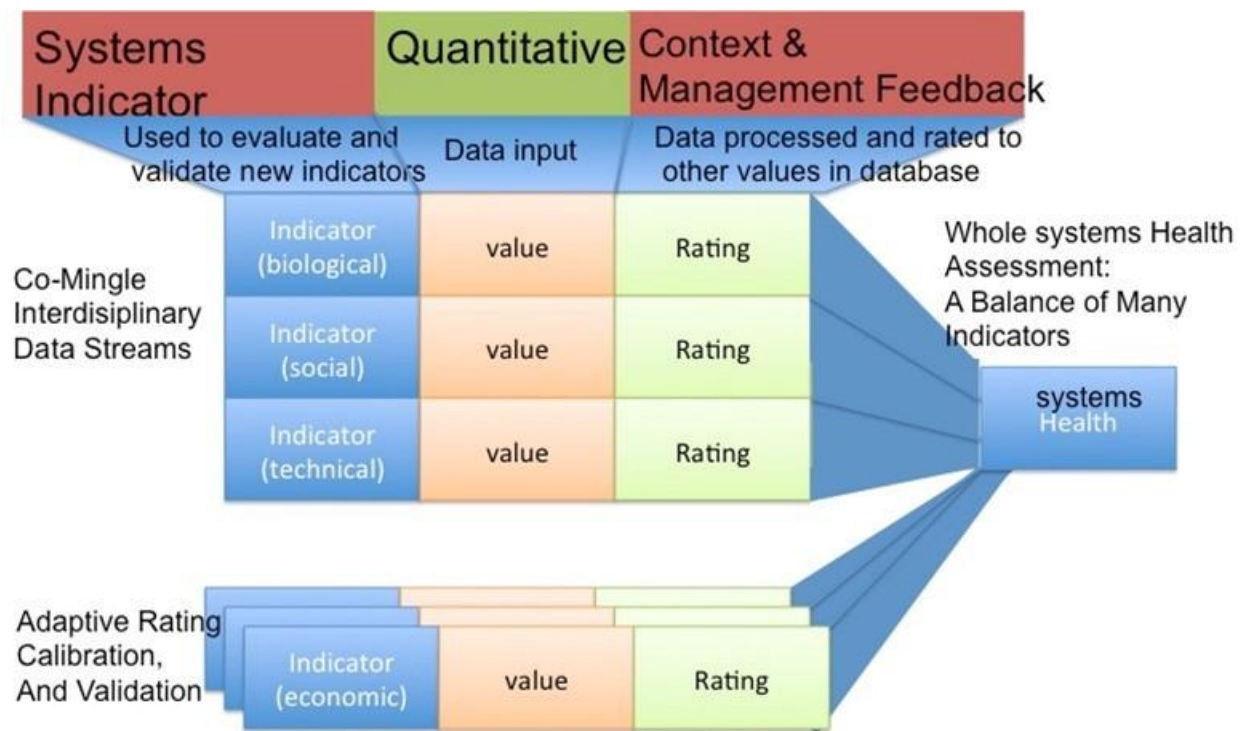 Systems
Indicator
Quantitative
Context &
Management Feedback
Used to evaluate and
validate new indicators
Data input
Data processed and rated to
other values in database
Co-Mingle
Interdisiplinary
Data Streams
Indicator
(biological)
value
Rating
Indicator
(social)
value
Rating
Indicator
(technical)
value
Rating
Whole systems Health
Assessment:
A Balance of Many
Indicators
systems
Health
Adaptive Rating
Calibration,
And Validation
Indicator
(economic)
value
Rating